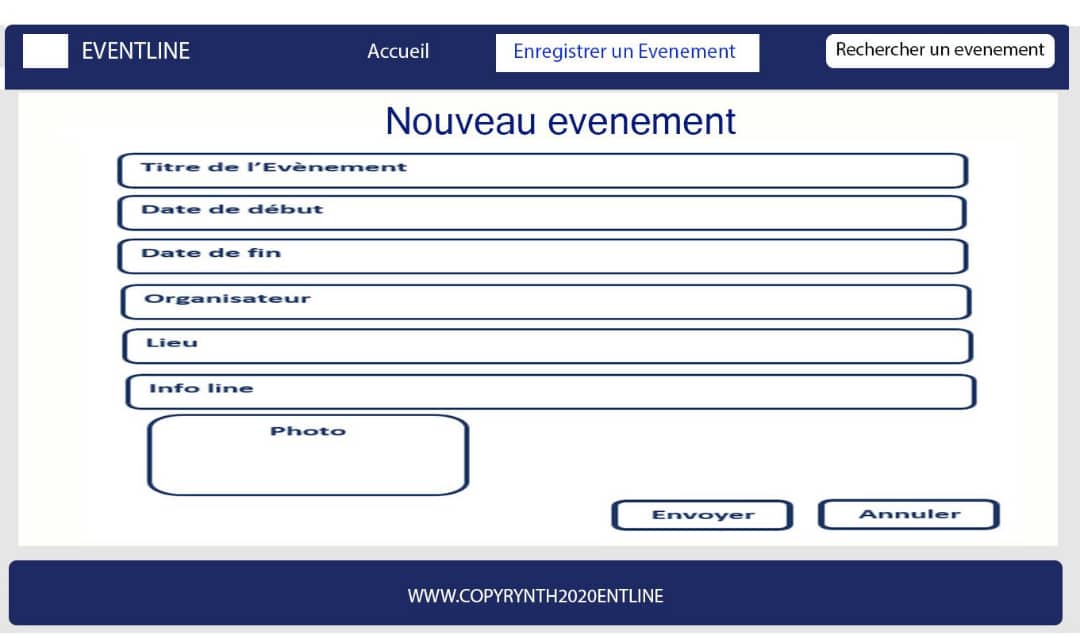 EVENTLINE Accueil Enregistrer un Evenement Rechercher un evenement
Nouveau evenement
Titre de l'Evènement
Date de début
Date de fin
Organisateur
Lieu
Info line
Photo
Envoyer Annuler
WWW.COPYRYNTH2020ENTLINE